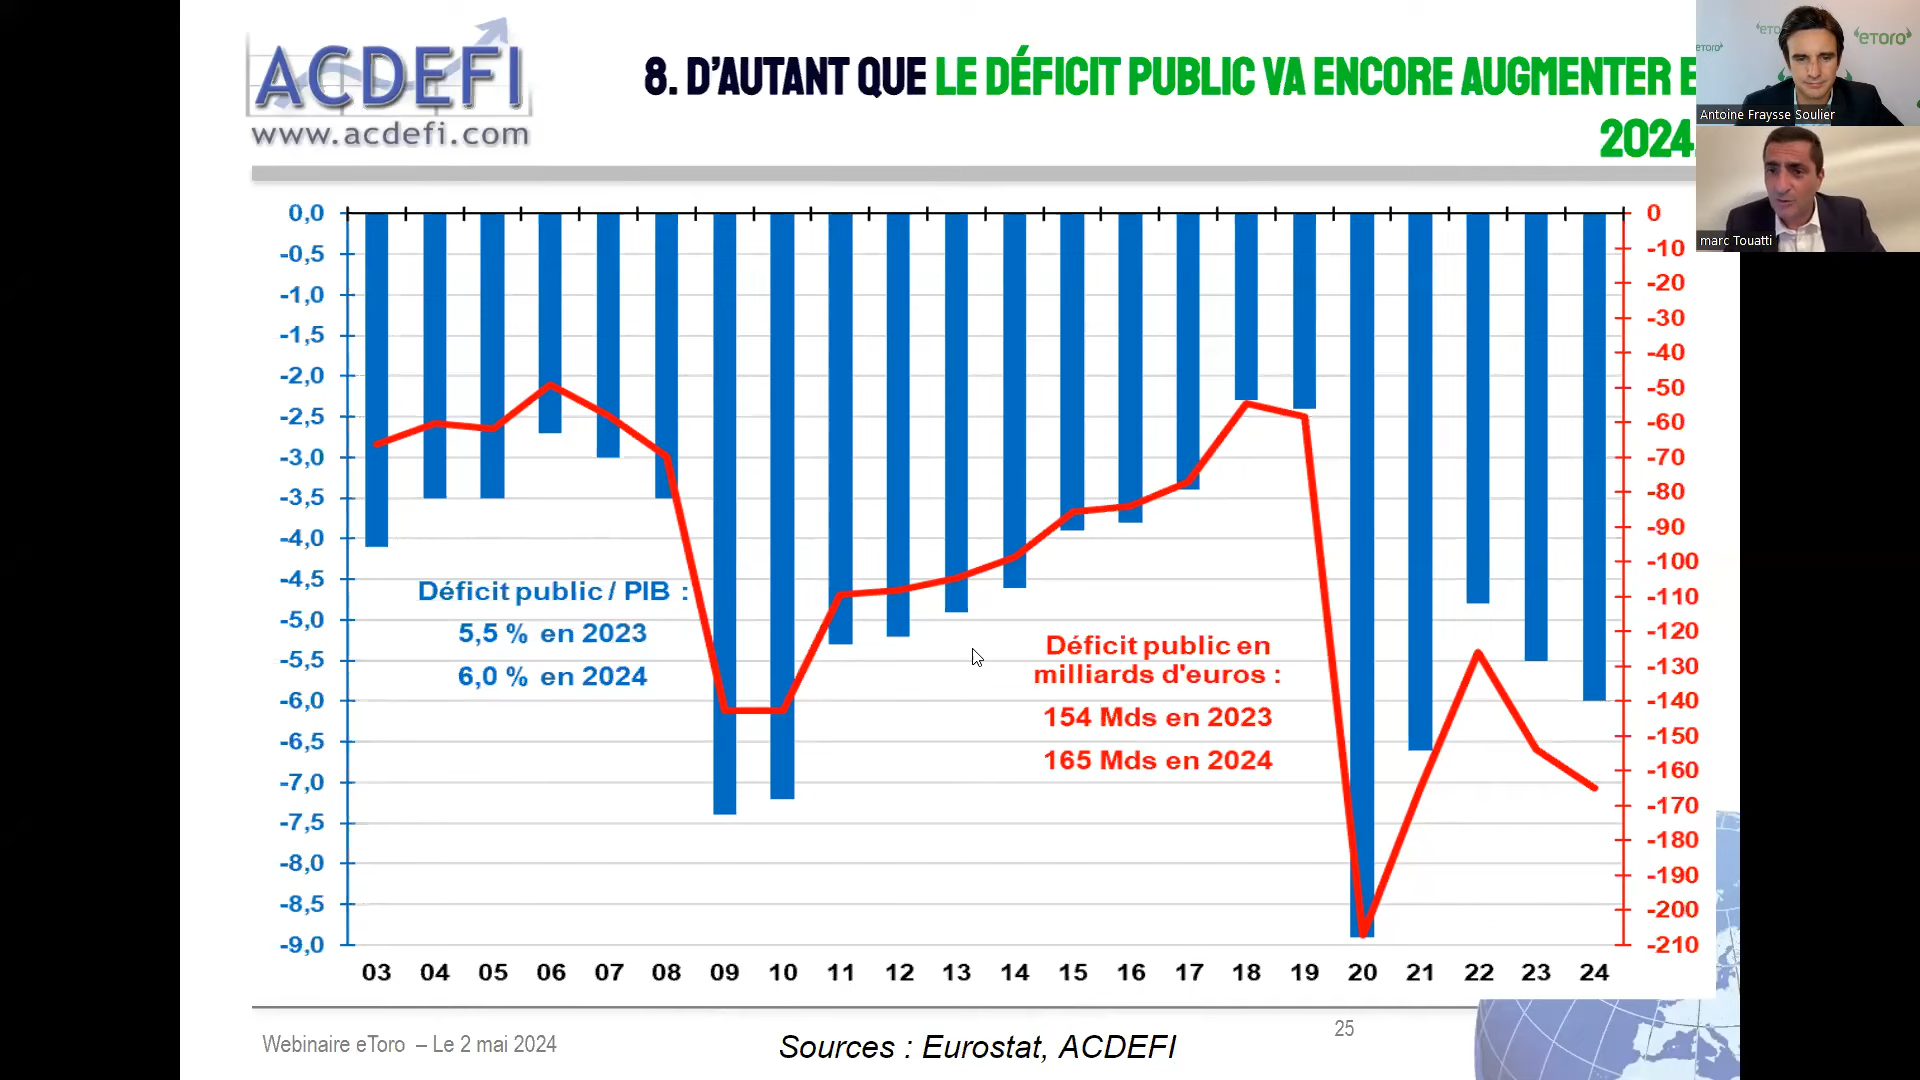 ACDEFI
www.acdefi.com
8. D'AUTANT QUE LE DÉFICIT PUBLIC VA ENCORE AUGMENTER E
2024
eTORO
Antoine Fraysse Soulier
marc Touatti
0,0
-0,5
-1,0
-1,5
-2,0
-2,5
-3,0
-3,5
-4,0
-4,5
-5,0
-5,5
-6,0
-6,5
-7,0
-7,5
-8,0
-8,5
-9,0
0
-10
-20
-30
-40
-50
-60
-70
-80
-90
-100
-110
-120
-130
-140
-150
-160
-170
-180
-190
-200
-210
Déficit public / PIB :
5,5 % en 2023
6,0 % en 2024
Déficit public en
milliards d'euros :
154 Mds en 2023
165 Mds en 2024
03 04 05 06 07 08 09 10 11 12 13 14 15 16 17 18 19 20 21 22 23 24
Webinaire eToro – Le 2 mai 2024
Sources : Eurostat, ACDEFI
25